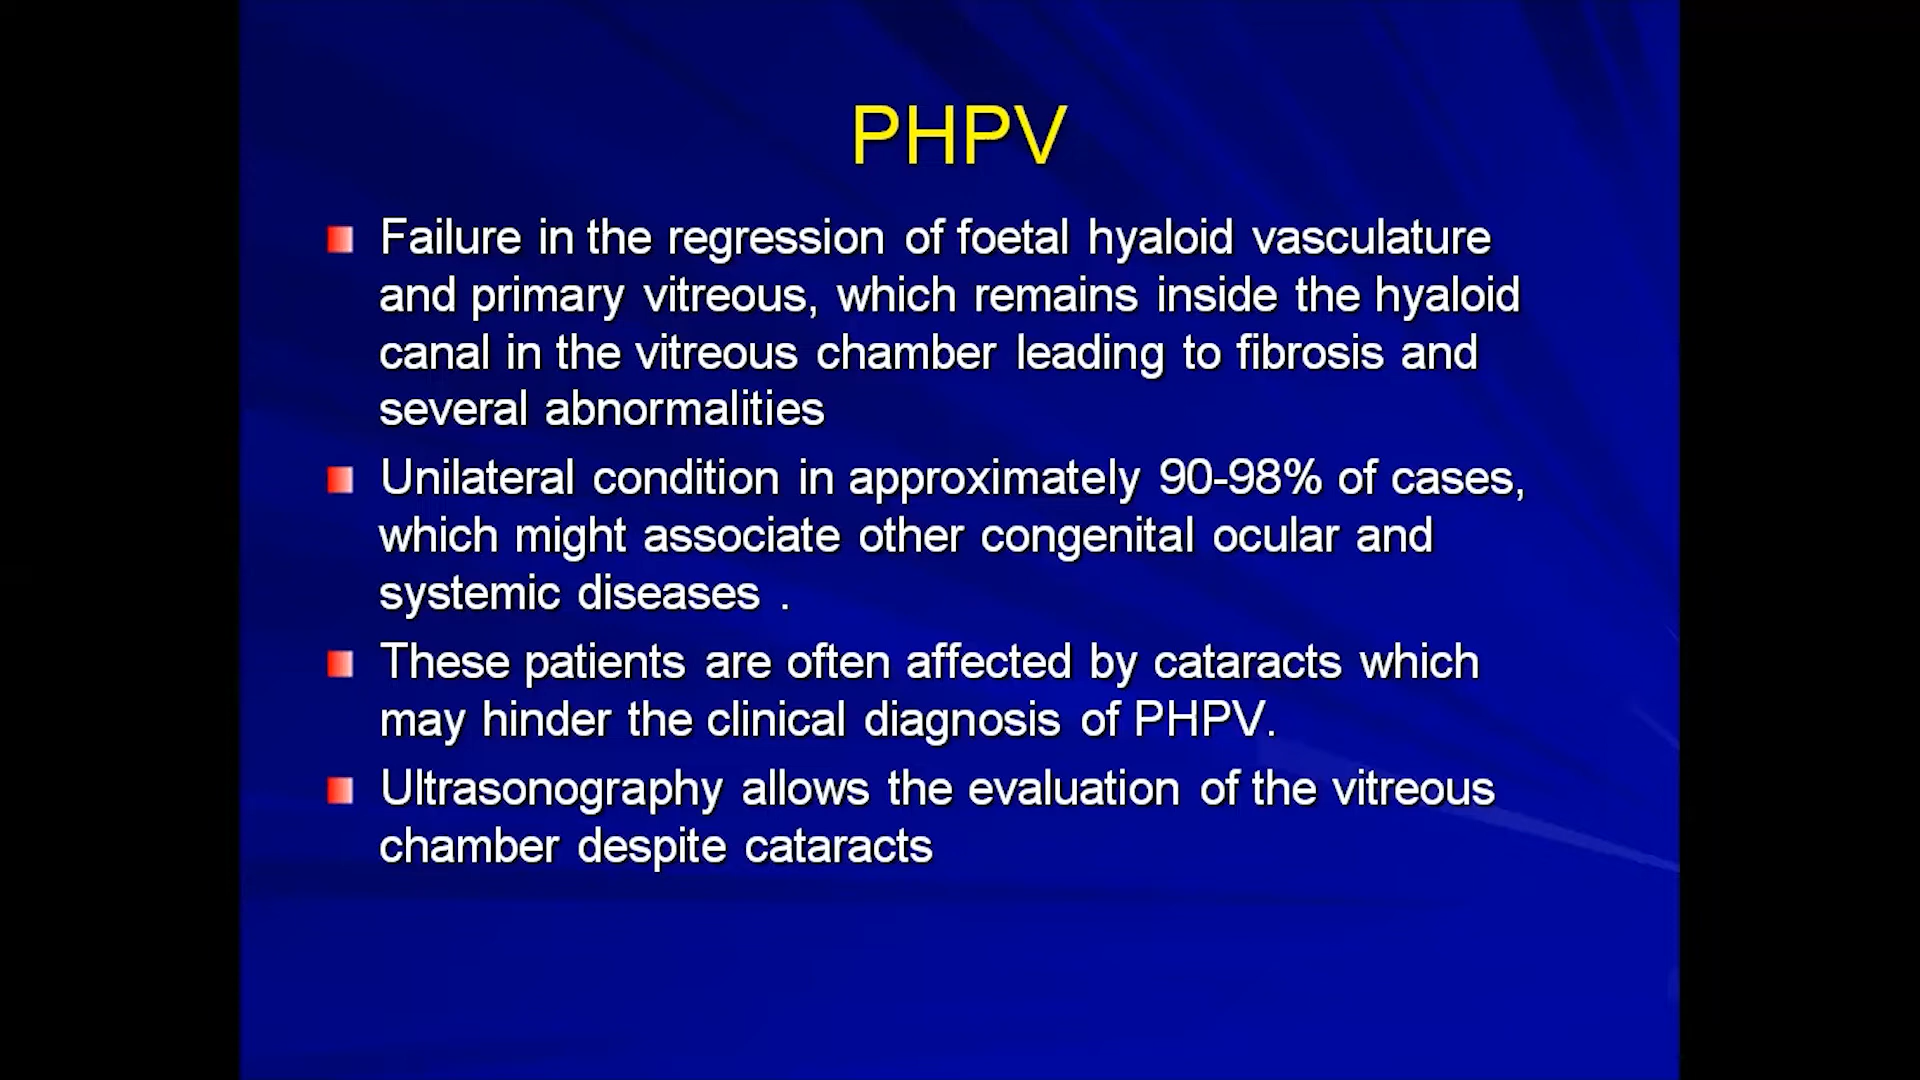 PHPV
Failure in the regression of foetal hyaloid vasculature
and primary vitreous, which remains inside the hyaloid
canal in the vitreous chamber leading to fibrosis and
several abnormalities
Unilateral condition in approximately 90-98% of cases,
which might associate other congenital ocular and
systemic diseases .
These patients are often affected by cataracts which
may hinder the clinical diagnosis of PHPV.
Ultrasonography allows the evaluation of the vitreous
chamber despite cataracts